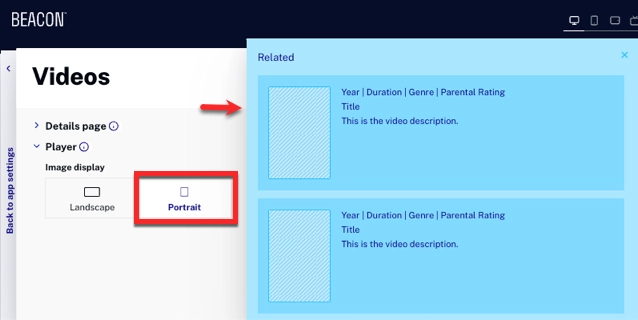 BEACON™
Videos
Details page
Player
Image display
Landscape
Portrait
Back to app settings
Related
Year | Duration | Genre | Parental Rating
Title
This is the video description.
Year | Duration | Genre | Parental Rating
Title
This is the video description.